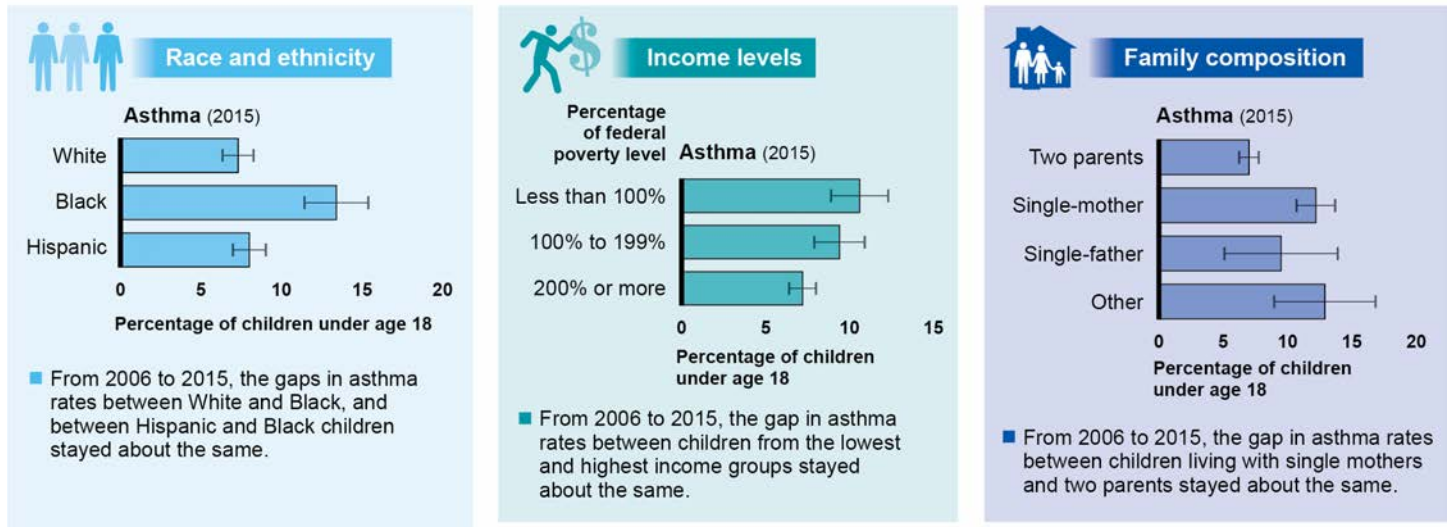 Race and ethnicity
Asthma (2015)
White
Black
Hispanic
0 5 10 15 20
Percentage of children under age 18
From 2006 to 2015, the gaps in asthma
rates between White and Black, and
between Hispanic and Black children
stayed about the same.
$
Income levels
Percentage
of federal
poverty level
Asthma (2015)
Less than 100%
100% to 199%
200% or more
0 5 10 15
Percentage of children
under age 18
From 2006 to 2015, the gap in asthma
rates between children from the lowest
and highest income groups stayed
about the same.
Family composition
Asthma (2015)
Two parents
Single-mother
Single-father
Other
0 5 10 15 20
Percentage of children
under age 18
From 2006 to 2015, the gap in asthma rates
between children living with single mothers
and two parents stayed about the same.